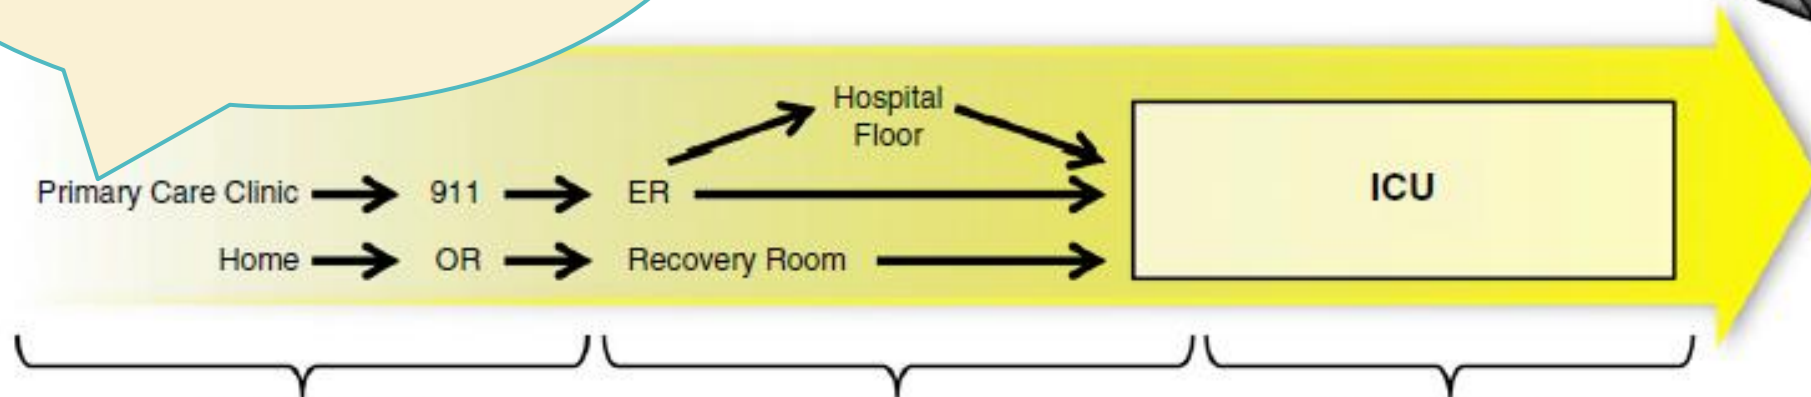 Hospital
Floor
Primary Care Clinic 911 ER
ICU
Home OR Recovery Room